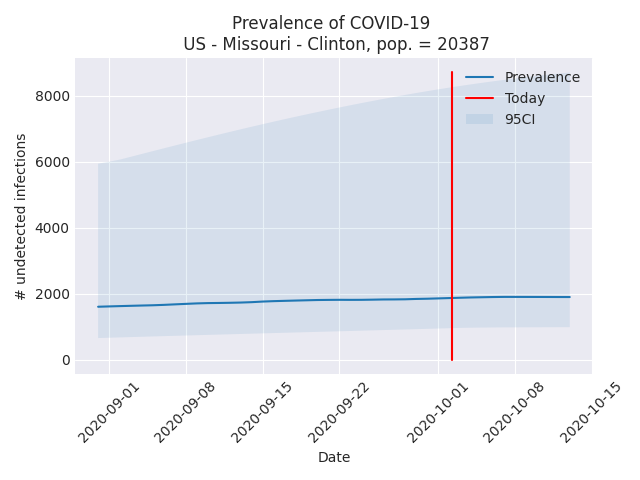 Prevalence of COVID-19
US - Missouri - Clinton, pop. = 20387
Prevalence
Today
95CI
# undetected infections
8000
6000
4000
2000
0
2020-09-01
2020-09-08
2020-09-15
2020-09-22
2020-10-01
2020-10-08
2020-10-15
Date